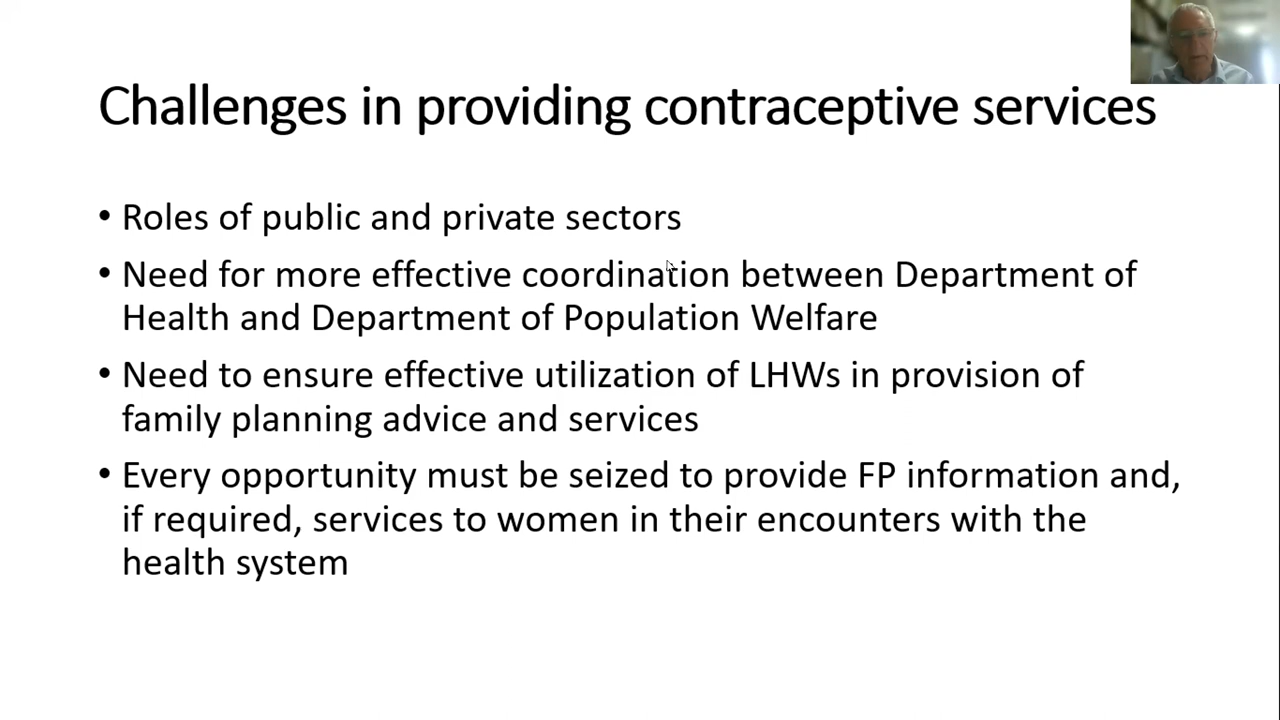 Challenges in providing contraceptive services
• Roles of public and private sectors
• Need for more effective coordination between Department of
Health and Department of Population Welfare
• Need to ensure effective utilization of LHWs in provision of
family planning advice and services
• Every opportunity must be seized to provide FP information and,
if required, services to women in their encounters with the
health system